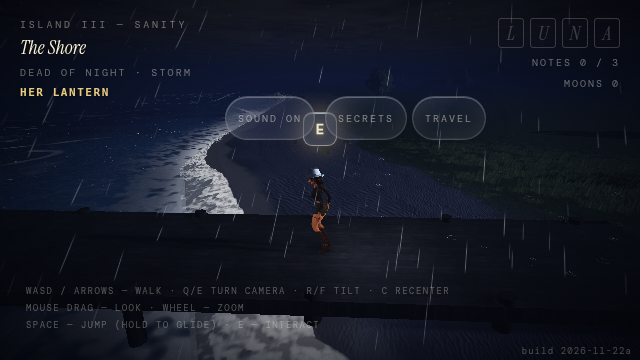 ISLAND III — SANITY
The Shore
DEAD OF NIGHT · STORM
HER LANTERN
L U N A
NOTES 0 / 3
MOONS 0
SOUND ON
E
SECRETS
TRAVEL
WASD / ARROWS — WALK · Q/E TURN CAMERA · R/F TILT · C RECENTER
MOUSE DRAG — LOOK · WHEEL — ZOOM
SPACE — JUMP (HOLD TO GLIDE) · E — INTERACT
build 2026-11-22a